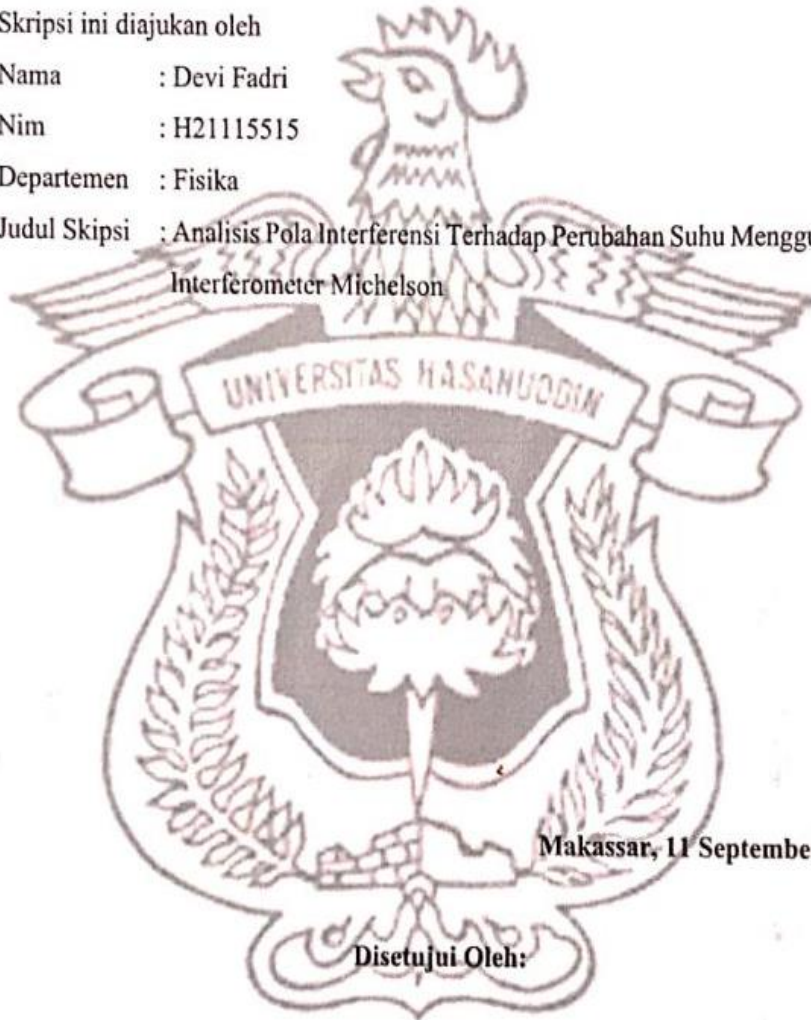 Skripsi ini diajukan oleh
Nama : Devi Fadri
Nim : H21115515
Departemen : Fisika
Judul Skipsi : Analisis Pola Interferensi Terhadap Perubahan Suhu Menggu
Interferometer Michelson
UNIVERSITAS HASANUDDIN
Makassar, 11 Septembe
Disetujui Oleh: